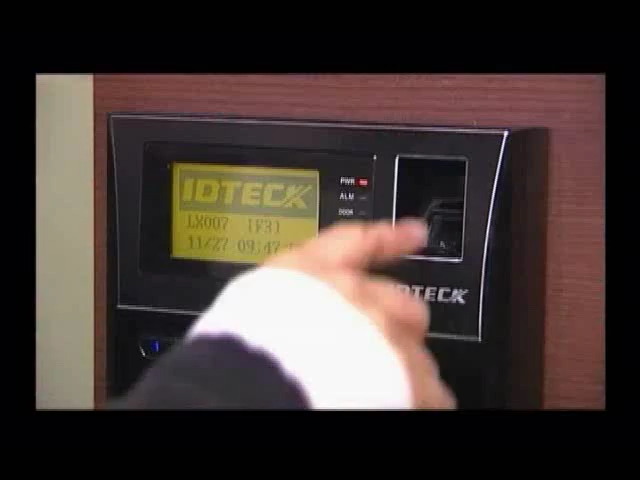 IDTECK
LX007 [F3]
11/27 09:47
PWR
ALM
DOOR
IDTECK